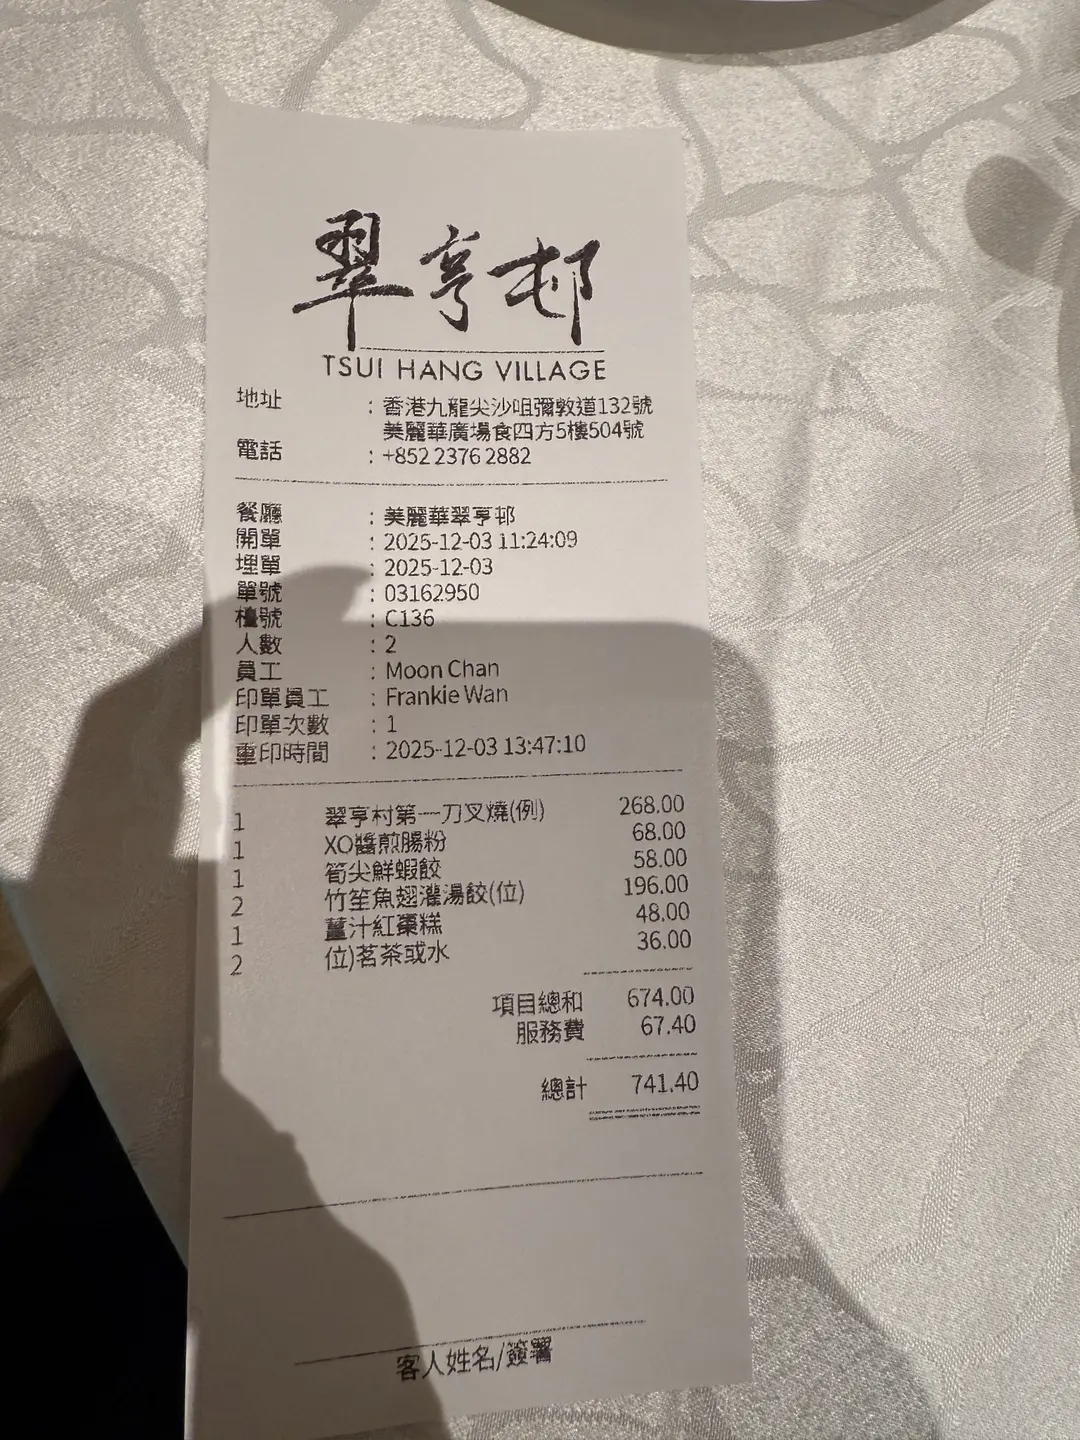 翠亨邨
TSUI HANG VILLAGE
地址 : 香港九龍尖沙咀彌敦道132號
美麗華廣場食四方5樓504號
電話 : +852 2376 2882
餐廳 : 美麗華翠亨邨
開單 : 2025-12-03 11:24:09
埋單 : 2025-12-03
單號 : 03162950
檯號 : C136
人數 : 2
員工 : Moon Chan
印單員工 : Frankie Wan
印單次數 : 1
重印時間 : 2025-12-03 13:47:10
1 翠亨村第一刀叉燒(例) 268.00
1 XO醬煎腸粉 68.00
1 筍尖鮮蝦餃 58.00
2 竹笙魚翅灌湯餃(位) 196.00
1 薑汁紅棗糕 48.00
2 位)茗茶或水 36.00
項目總和 674.00
服務費 67.40
總計 741.40
客人姓名/簽署